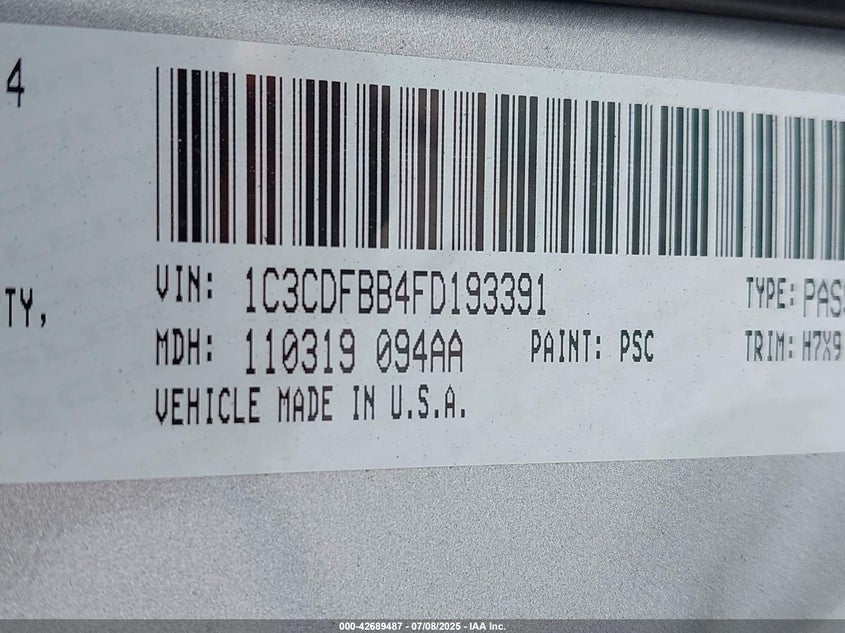 4
VIN: 1C3CDFBB4FD193391 TYPE: PASS
TY,
MDH: 110319 094AA PAINT: PSC TRIM: H7X9
VEHICLE MADE IN U.S.A.
000-42689487 - 07/08/2025 - IAA Inc.